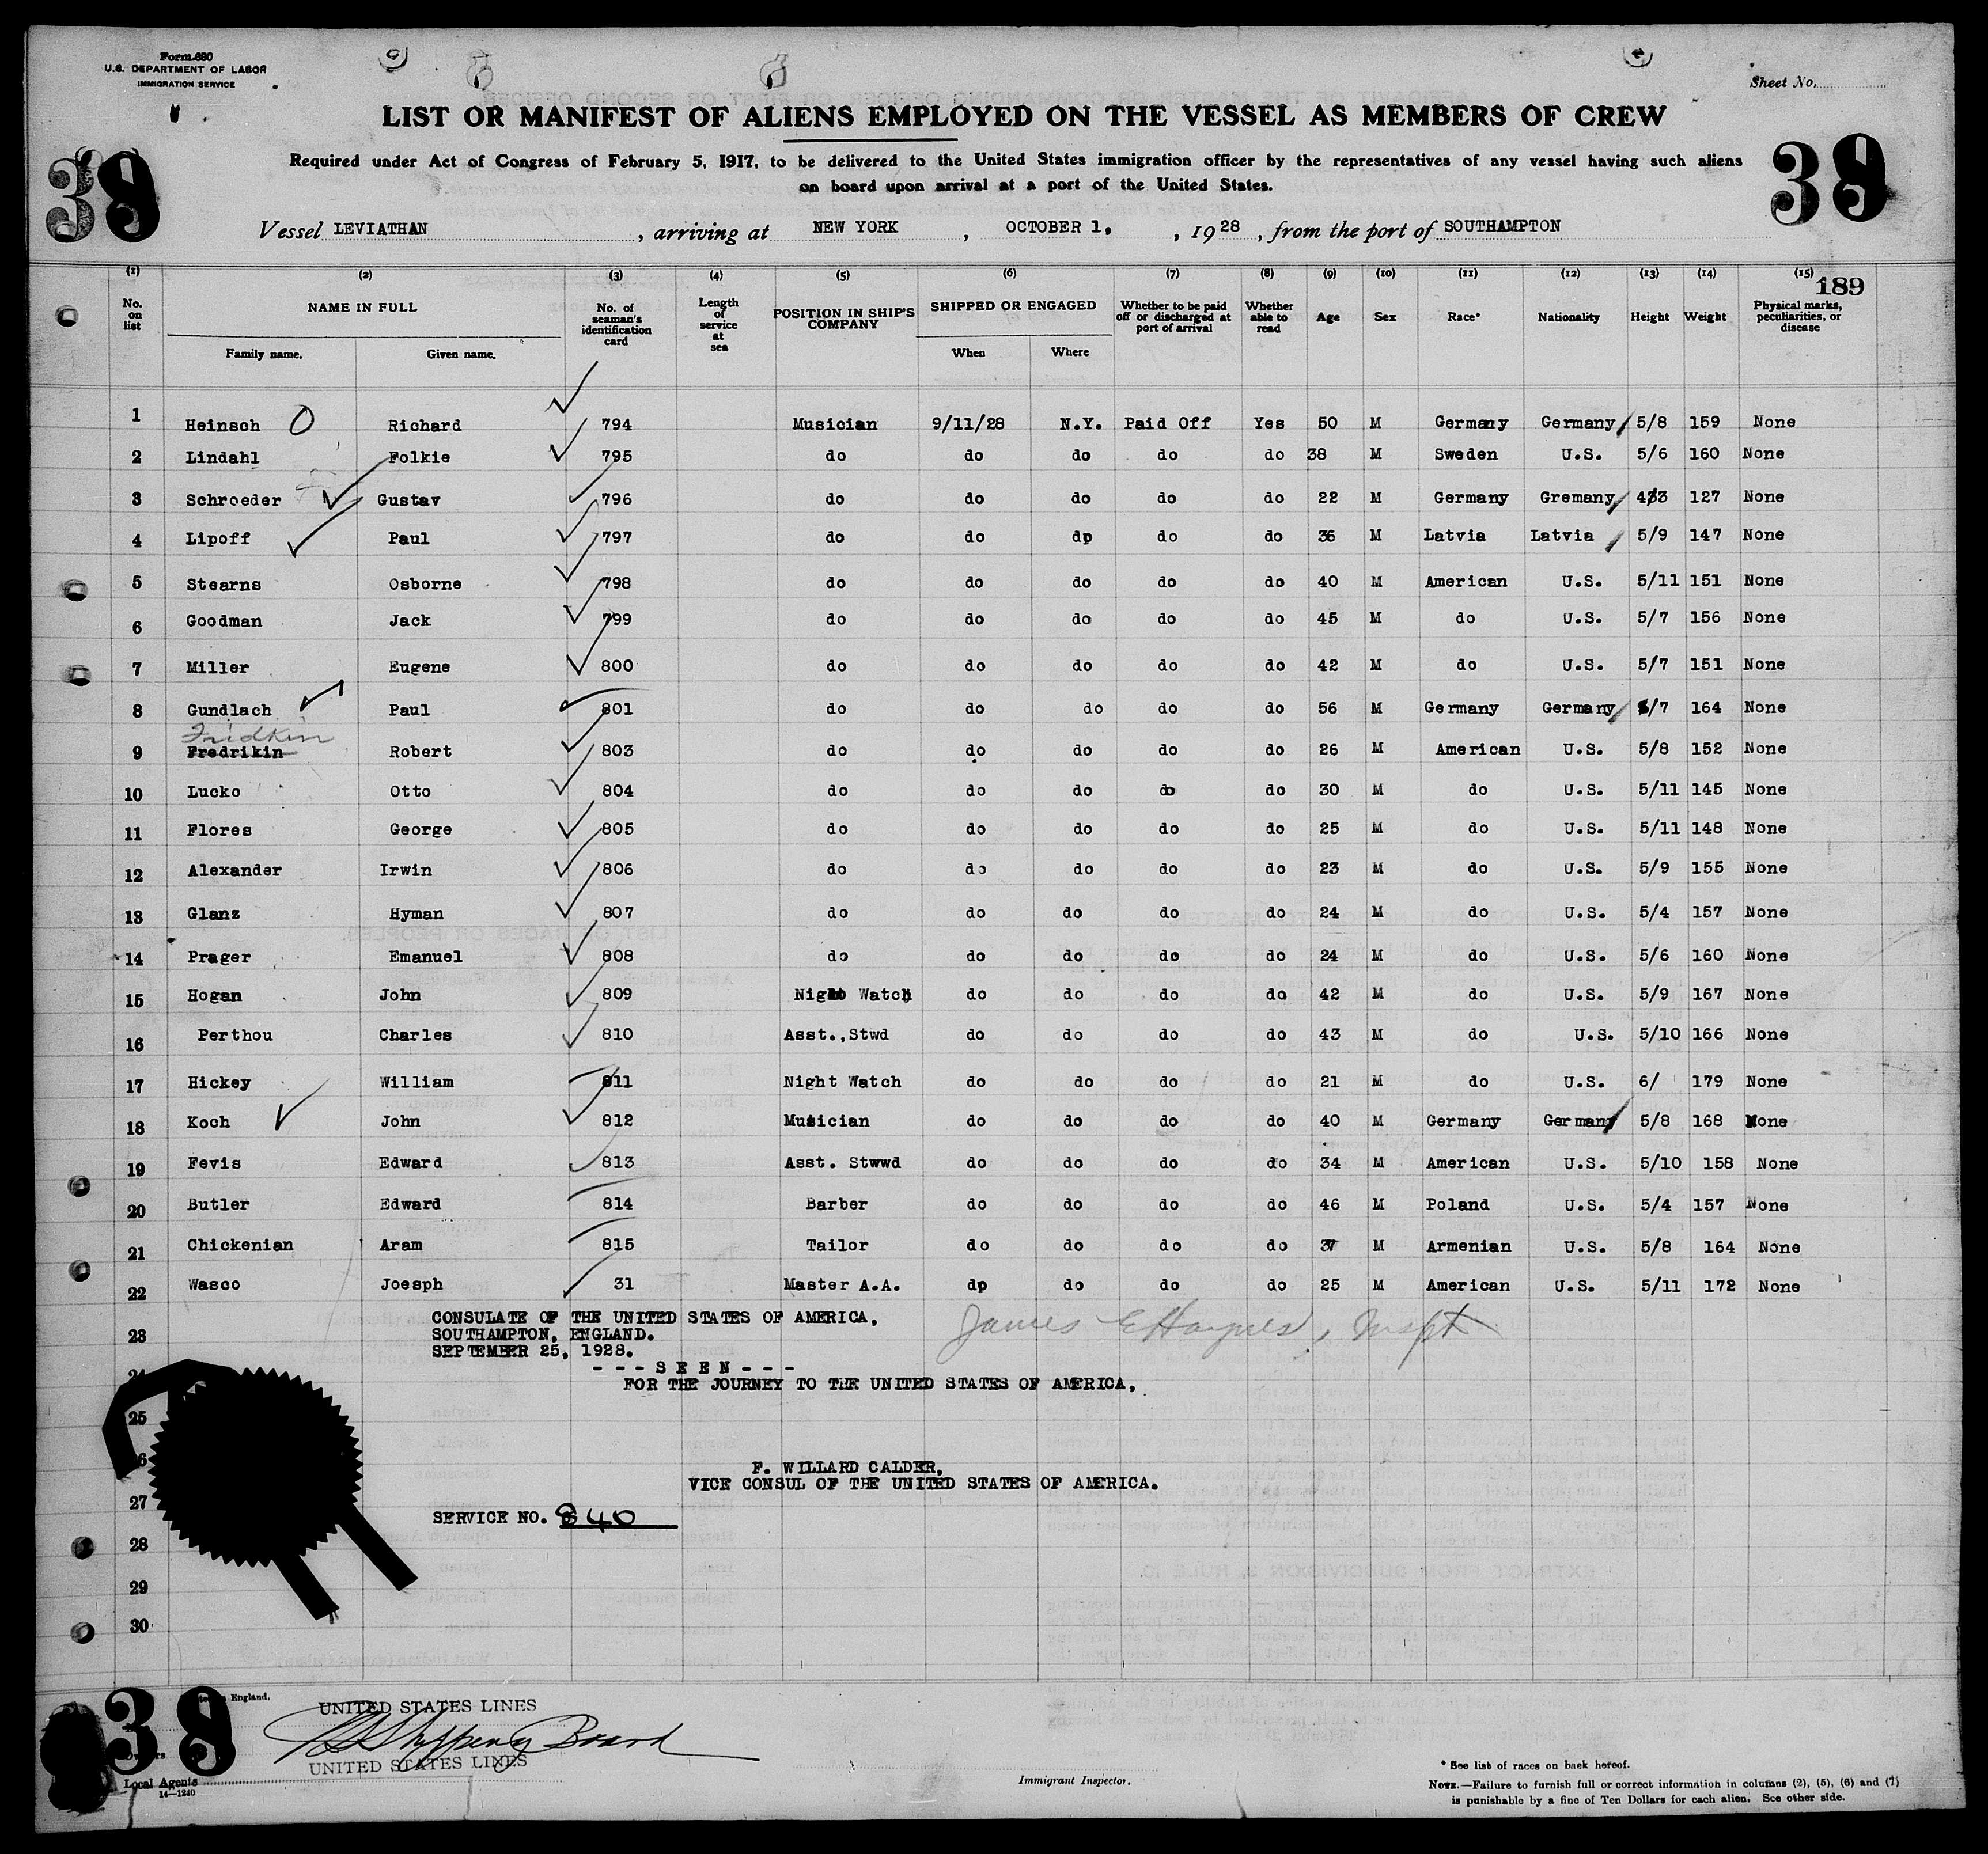 Form 680
U.S. DEPARTMENT OF LABOR
IMMIGRATION SERVICE
Sheet No.
LIST OR MANIFEST OF ALIENS EMPLOYED ON THE VESSEL AS MEMBERS OF CREW
Required under Act of Congress of February 5, 1917, to be delivered to the United States immigration officer by the representatives of any vessel having such aliens
on board upon arrival at a port of the United States.
Vessel LEVIATHAN, arriving at NEW YORK, OCTOBER 1, , 1928, from the port of SOUTHAMPTON
(1) (2) (3) (4) (5) (6) (7) (8) (9) (10) (11) (12) (13) (14) (15)
189
No. on list NAME IN FULL Family name. Given name. No. of seaman's identification card Length of service at sea POSITION IN SHIP'S COMPANY SHIPPED OR ENGAGED When Where Whether to be paid off or discharged at port of arrival Whether able to read Age Sex Race* Nationality Height Weight Physical marks, peculiarities, or disease
1 Heinsch Richard 794 Musician 9/11/28 N.Y. Paid Off Yes 50 M Germany Germany 5/8 159 None
2 Lindahl Folkie 795 do do do do do 38 M Sweden U.S. 5/6 160 None
3 Schroeder Gustav 796 do do do do do 22 M Germany Gremany 127 None
4 Lipoff Paul 797 do do dp do do 36 M Latvia Latvia 5/9 147 None
5 Stearns Osborne 798 do do do do do 40 M American U.S. 5/11 151 None
6 Goodman Jack 799 do do do do do 45 M do U.S. 5/7 156 None
7 Miller Eugene 800 do do do do do 42 M do U.S. 5/7 151 None
8 Gundlach Paul 801 do do do do do 56 M Germany Germany 5/7 164 None
Fridkin
9 Fredrikin Robert 803 do do do do do 26 M American U.S. 5/8 152 None
10 Lucko Otto 804 do do do do do 30 M do U.S. 5/11 145 None
11 Flores George 805 do do do do do 25 M do U.S. 5/11 148 None
12 Alexander Irwin 806 do do do do do 23 M do U.S. 5/9 155 None
13 Glanz Hyman 807 do do do do do 24 M do U.S. 5/4 157 None
14 Prager Emanuel 808 do do do do do 24 M do U.S. 5/6 160 None
15 Hogan John 809 Night Watch do do do do 42 M do U.S. 5/9 167 None
16 Perthou Charles 810 Asst.,Stwd do do do do 43 M do U.S. 5/10 166 None
17 Hickey William 811 Night Watch do do do do 21 M do U.S. 6/ 179 None
18 Koch John 812 Musician do do do do 40 M Germany Germany 5/8 168 None
19 Fevis Edward 813 Asst. Stwwd do do do do 34 M American U.S. 5/10 158 None
20 Butler Edward 814 Barber do do do do 46 M Poland U.S. 5/4 157 None
21 Chickenian Aram 815 Tailor do do do do 37 M Armenian U.S. 5/8 164 None
22 Wasco Joesph 31 Master A.A. dp do do do 25 M American U.S. 5/11 172 None
CONSULATE OF THE UNITED STATES OF AMERICA,
23 SOUTHAMPTON, ENGLAND. James E Haynes, Inspt
SEPTEMBER 25, 1928.
---SEEN---
24 FOR THE JOURNEY TO THE UNITED STATES OF AMERICA,
25
F. WILLARD CALDER,
26 VICE CONSUL OF THE UNITED STATES OF AMERICA.
27 SERVICE NO. 840
28
29
30
England.
UNITED STATES LINES
US Shipping Board
UNITED STATES LINES
Local Agents
14—1240
Immigrant Inspector.
* See list of races on back hereof.
NOTE.—Failure to furnish full or correct information in columns (2), (5), (6) and (7)
is punishable by a fine of Ten Dollars for each alien. See other side.